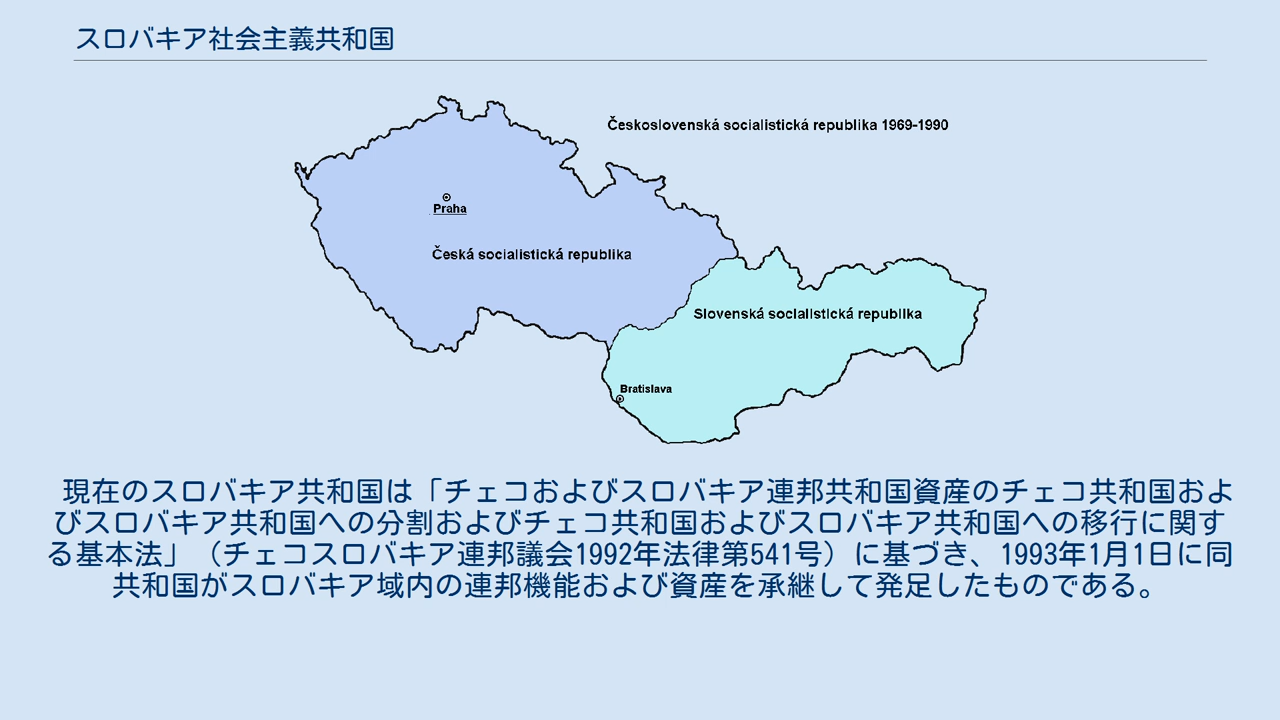 スロバキア社会主義共和国
Československá socialistická republika 1969-1990
Praha
Česká socialistická republika
Slovenská socialistická republika
Bratislava
現在のスロバキア共和国は「チェコおよびスロバキア連邦共和国資産のチェコ共和国およ
びスロバキア共和国への分割およびチェコ共和国およびスロバキア共和国への移行に関す
る基本法」（チェコスロバキア連邦議会1992年法律第541号）に基づき、1993年1月1日に同
共和国がスロバキア域内の連邦機能および資産を承継して発足したものである。